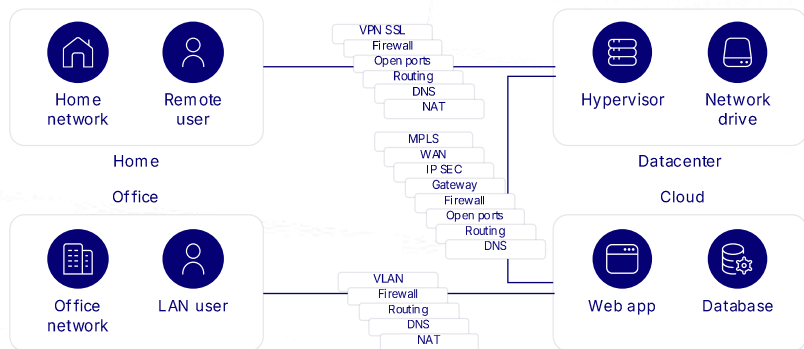 Home
network
Remote
user
Home
VPN SSL
Firewall
Open ports
Routing
DNS
NAT
Hypervisor
Network
drive
Datacenter
MPLS
WAN
IP SEC
Gateway
Firewall
Open ports
Routing
DNS
Office
Office
network
LAN user
VLAN
Firewall
Routing
DNS
NAT
Cloud
Web app
Database